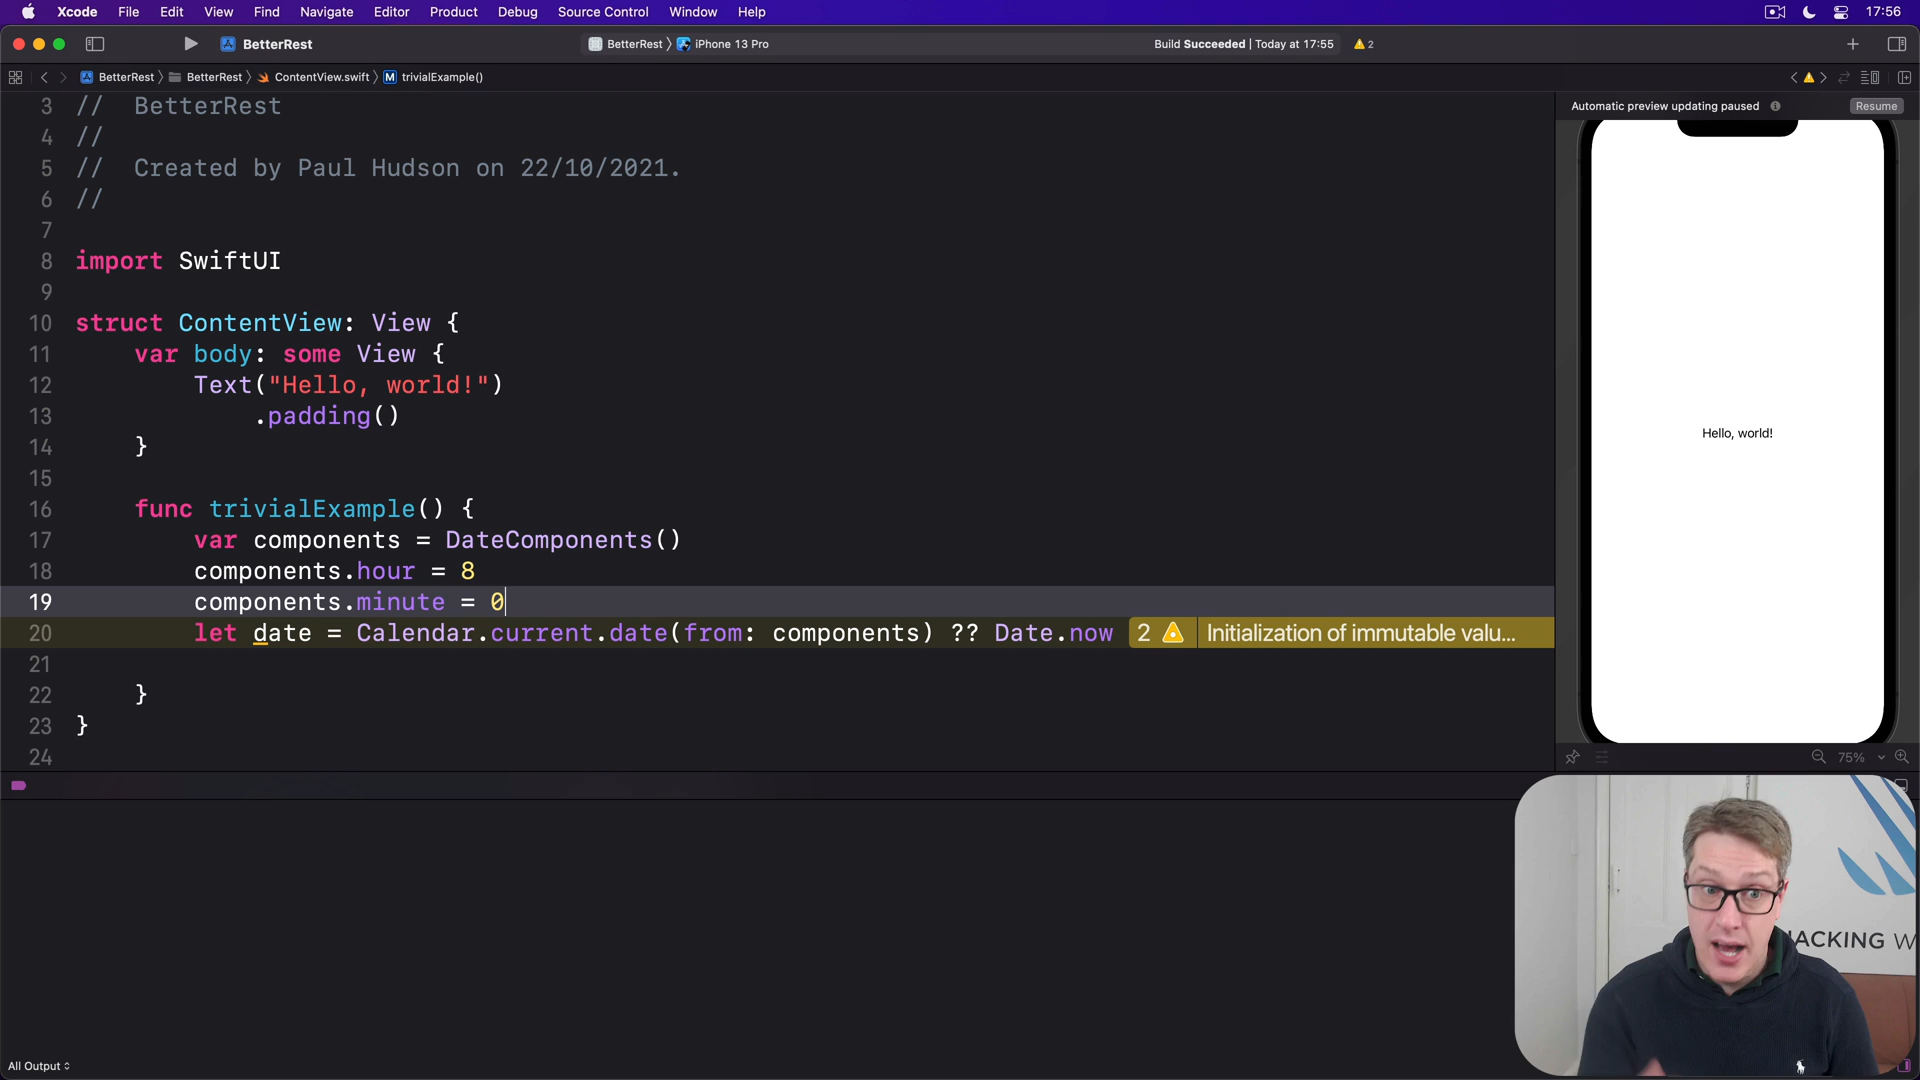 Xcode File Edit View Find Navigate Editor Product Debug Source Control Window Help 17:56
BetterRest BetterRest iPhone 13 Pro Build Succeeded | Today at 17:55 2
BetterRest BetterRest ContentView.swift M trivialExample()
Automatic preview updating paused Resume
3 // BetterRest
4 //
5 // Created by Paul Hudson on 22/10/2021.
6 //
7
8 import SwiftUI
9
10 struct ContentView: View {
11 var body: some View {
12 Text("Hello, world!")
13 .padding()
14 }
15
16 func trivialExample() {
17 var components = DateComponents()
18 components.hour = 8
19 components.minute = 0
20 let date = Calendar.current.date(from: components) ?? Date.now 2 Initialization of immutable valu...
21
22 }
23 }
24
Hello, world!
75%
HACKING W
All Output